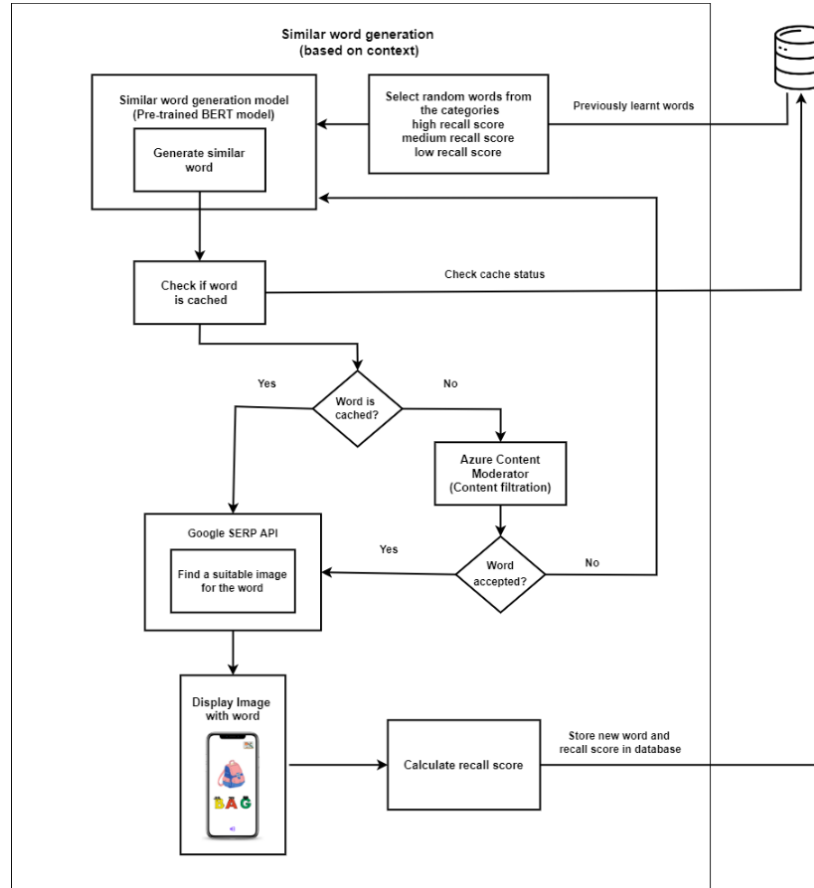 Similar word generation
(based on context)
Similar word generation model
(Pre-trained BERT model)
Generate similar
word
Select random words from
the categories
high recall score
medium recall score
low recall score
Previously learnt words
Check if word
is cached
Check cache status
Yes
No
Word is
cached?
Azure Content
Moderator
(Content filtration)
Google SERP API
Find a suitable image
for the word
Yes
Word
accepted?
No
Display Image
with word
BAG
Calculate recall score
Store new word and
recall score in database